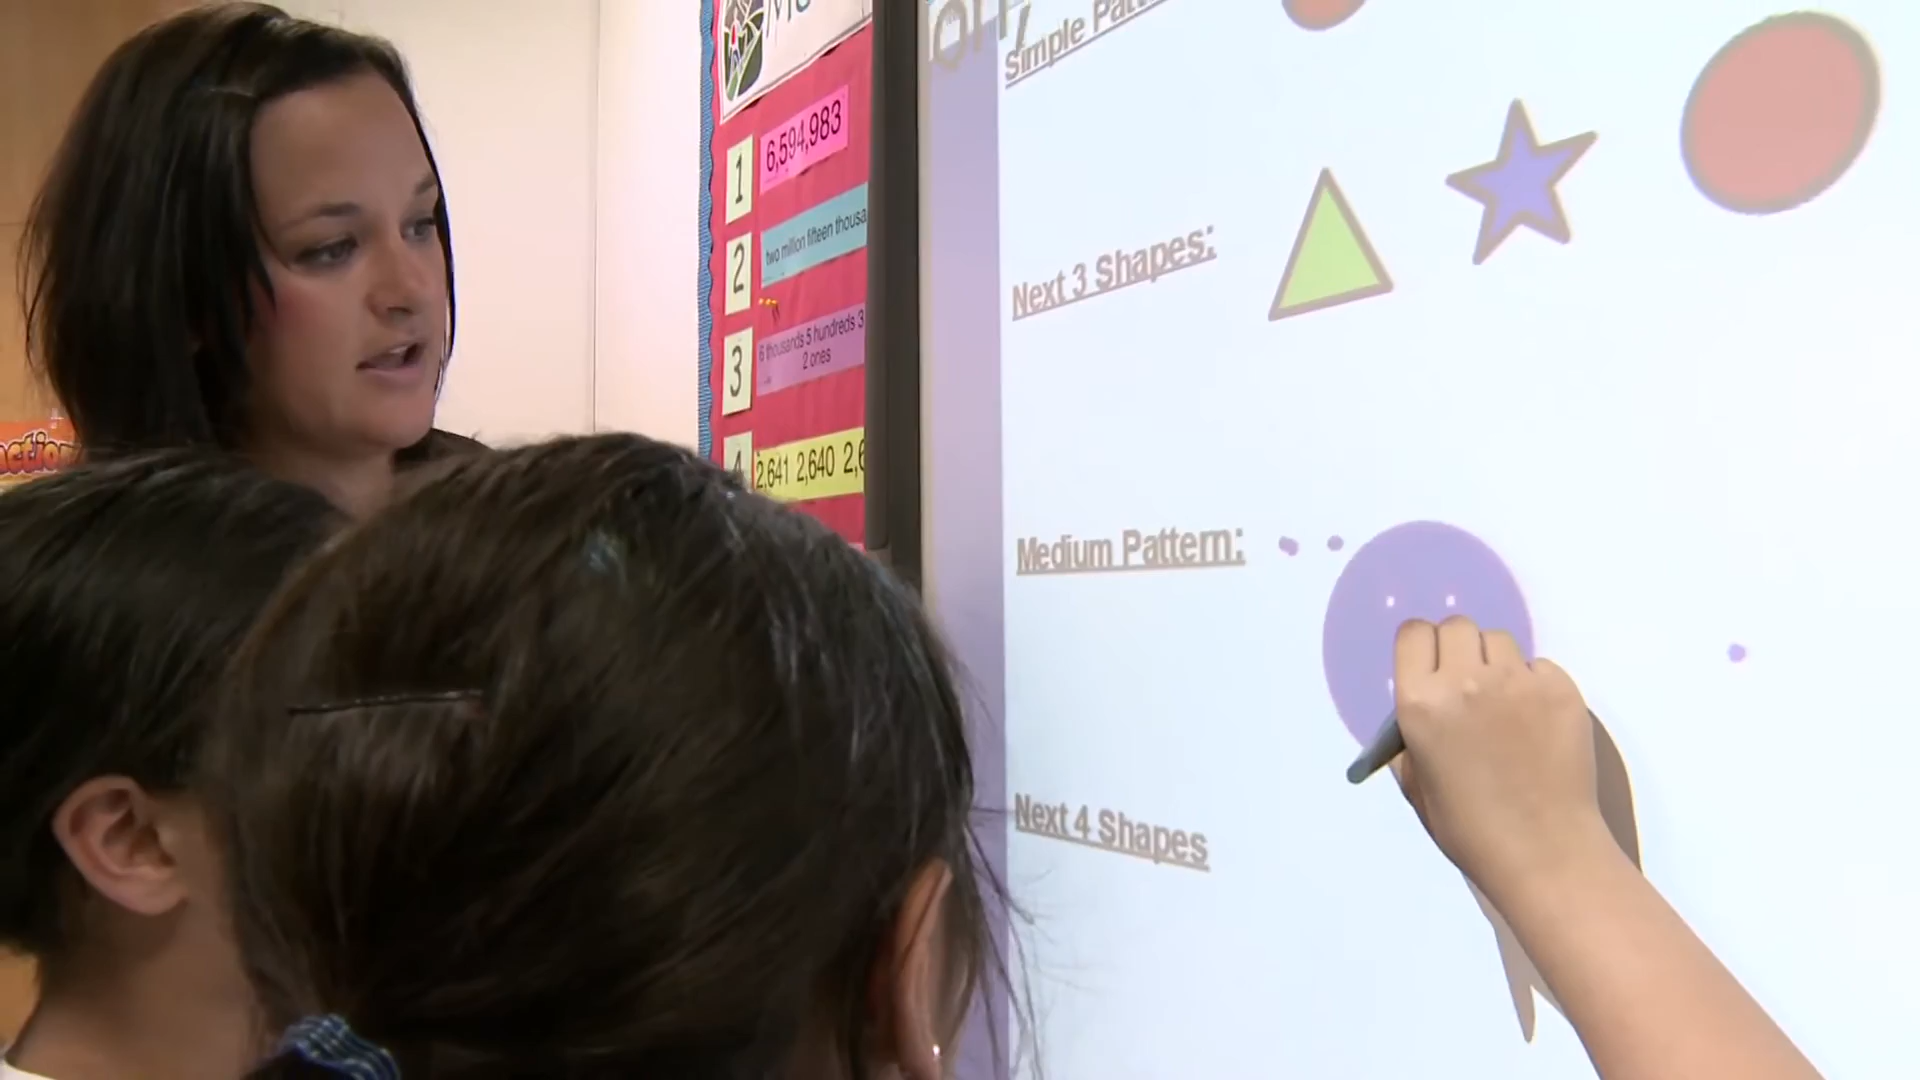 1
6,594,983
2
two million fifteen thousa
3
6 thousands 5 hundreds 3
2 ones
4
2,641 2,640 2,6
action
Simple Patt
Next 3 Shapes:
Medium Pattern:
Next 4 Shapes